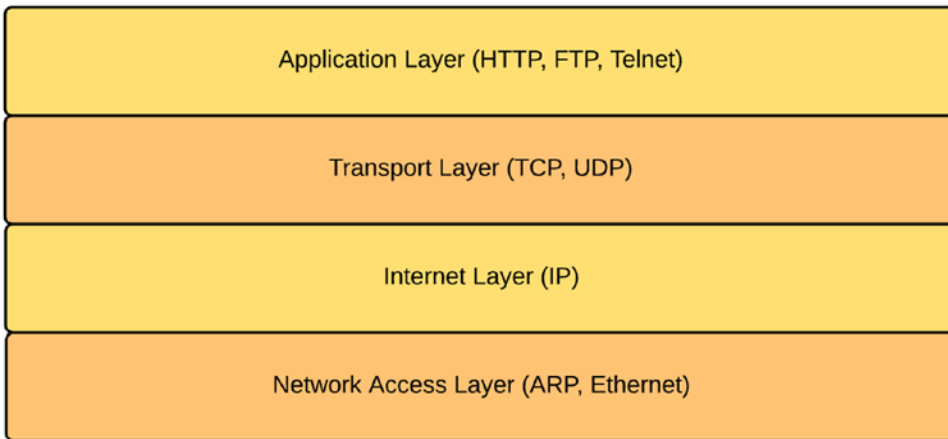 Application Layer (HTTP, FTP, Telnet)
Transport Layer (TCP, UDP)
Internet Layer (IP)
Network Access Layer (ARP, Ethernet)